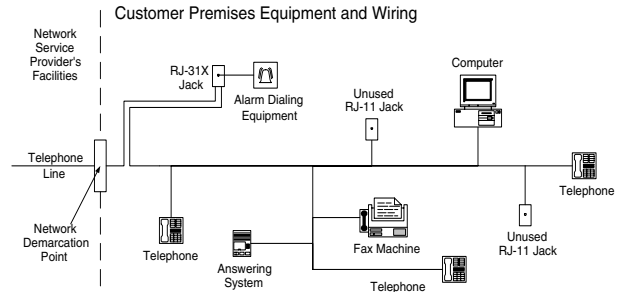 Customer Premises Equipment and Wiring
Network
Service
Provider's
Facilities
RJ-31X
Jack
Alarm Dialing
Equipment
Unused
RJ-11 Jack
Computer
Telephone
Line
Network
Demarcation
Point
Telephone
Answering
System
Fax Machine
Telephone
Unused
RJ-11 Jack
Telephone